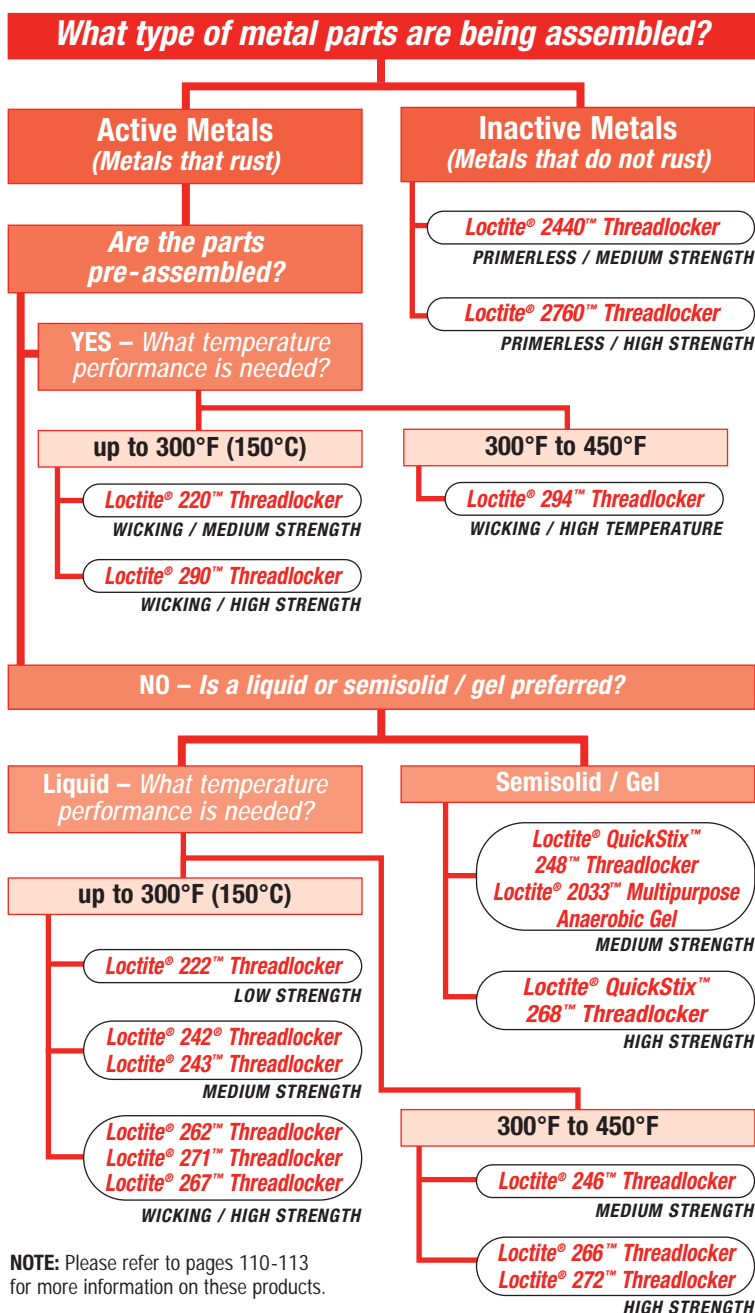 What type of metal parts are being assembled?
Active Metals
(Metals that rust)
Inactive Metals
(Metals that do not rust)
Loctite® 2440™ Threadlocker
PRIMERLESS / MEDIUM STRENGTH
Loctite® 2760™ Threadlocker
PRIMERLESS / HIGH STRENGTH
Are the parts
pre-assembled?
YES – What temperature
performance is needed?
up to 300°F (150°C)
Loctite® 220™ Threadlocker
WICKING / MEDIUM STRENGTH
Loctite® 290™ Threadlocker
WICKING / HIGH STRENGTH
300°F to 450°F
Loctite® 294™ Threadlocker
WICKING / HIGH TEMPERATURE
NO – Is a liquid or semisolid / gel preferred?
Liquid – What temperature
performance is needed?
up to 300°F (150°C)
Loctite® 222™ Threadlocker
LOW STRENGTH
Loctite® 242® Threadlocker
Loctite® 243™ Threadlocker
MEDIUM STRENGTH
Loctite® 262™ Threadlocker
Loctite® 271™ Threadlocker
Loctite® 267™ Threadlocker
WICKING / HIGH STRENGTH
Semisolid / Gel
Loctite® QuickStix™
248™ Threadlocker
Loctite® 2033™ Multipurpose
Anaerobic Gel
MEDIUM STRENGTH
Loctite® QuickStix™
268™ Threadlocker
HIGH STRENGTH
300°F to 450°F
Loctite® 246™ Threadlocker
MEDIUM STRENGTH
Loctite® 266™ Threadlocker
Loctite® 272™ Threadlocker
HIGH STRENGTH
NOTE: Please refer to pages 110-113
for more information on these products.